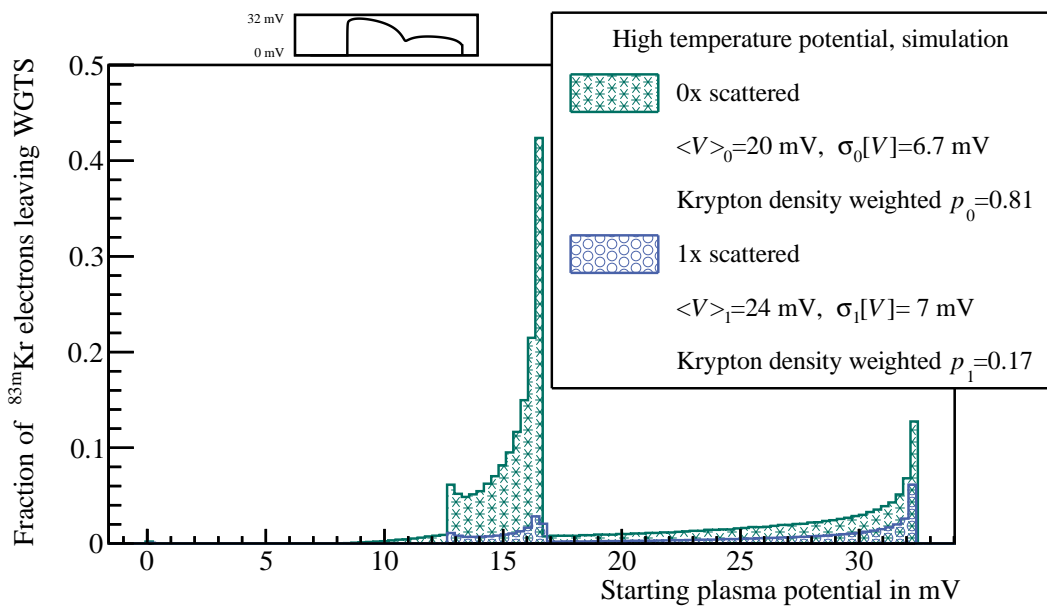 32 mV
0 mV
High temperature potential, simulation
0x scattered
<V>₀=20 mV, σ₀[V]=6.7 mV
Krypton density weighted p₀=0.81
1x scattered
<V>₁=24 mV, σ₁[V]= 7 mV
Krypton density weighted p₁=0.17
Fraction of ⁸³ᵐKr electrons leaving WGTS
0.5
0.4
0.3
0.2
0.1
0
0 5 10 15 20 25 30
Starting plasma potential in mV